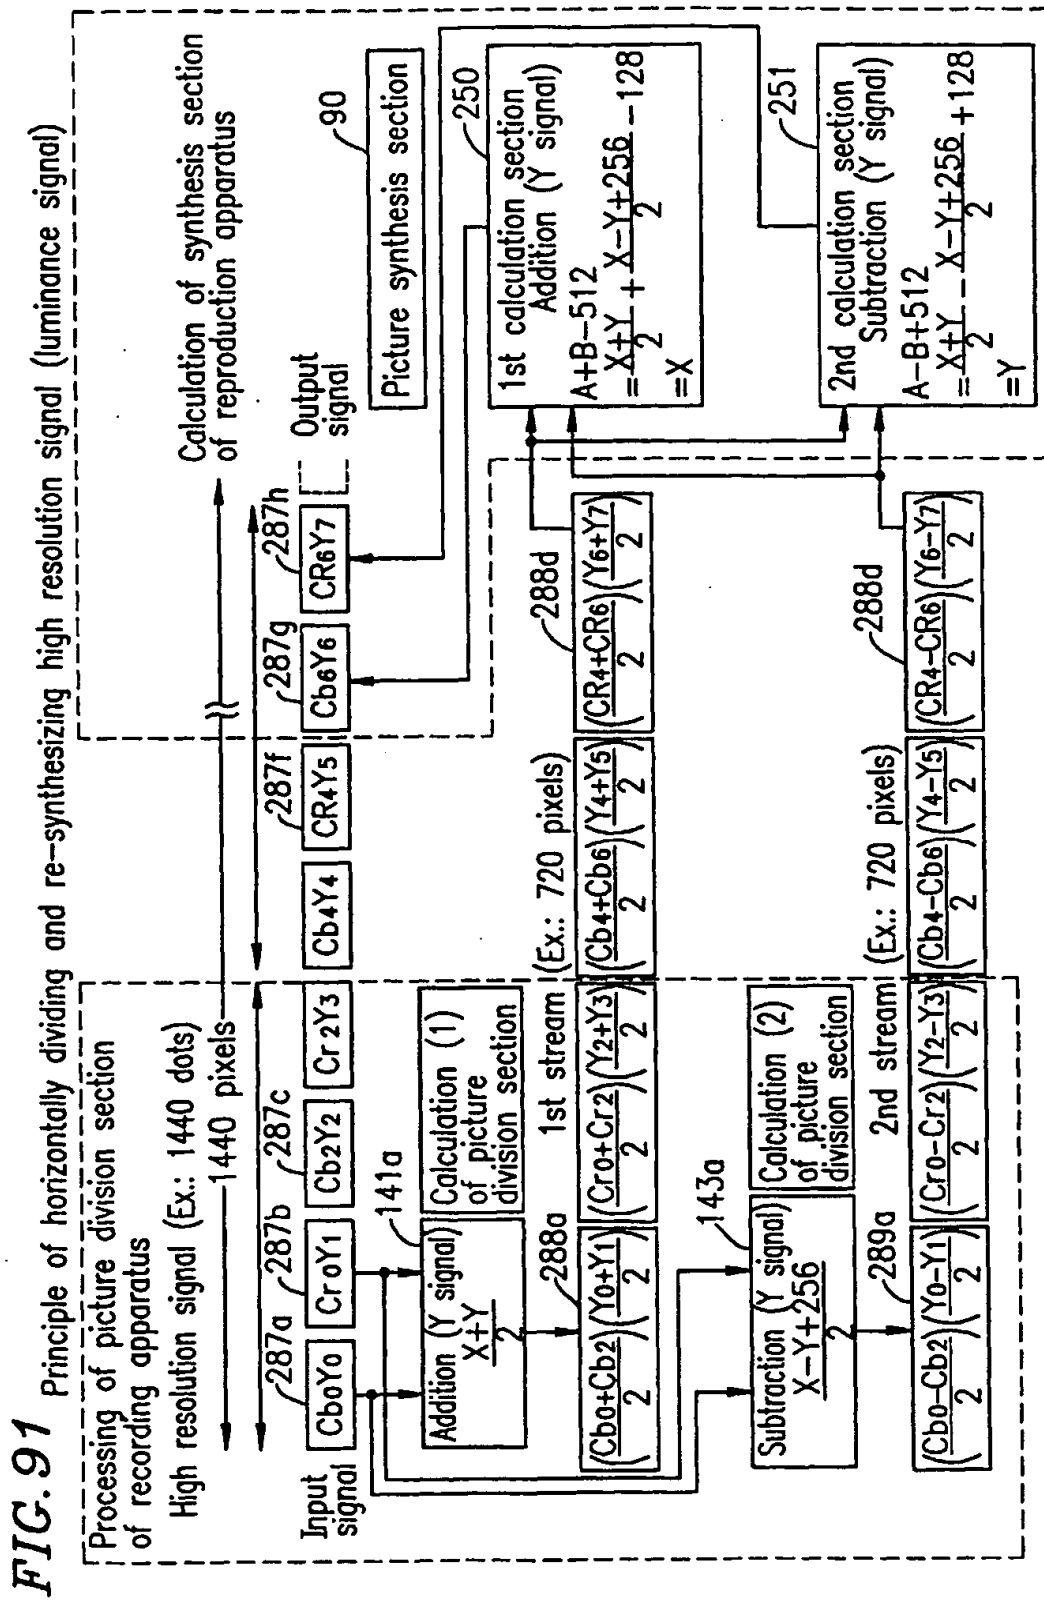 FIG.91
Principle of horizontally dividing and re-synthesizing high resolution signal (luminance signal)
Processing of picture division section
of recording apparatus
High resolution signal (Ex.: 1440 dots)
1440 pixels
Calculation of synthesis section
of reproduction apparatus
Input
signal
287a
Cb0Y0
287b
Cr0Y1
287c
Cb2Y2
Cr2Y3
Cb4Y4
287f
CR4Y5
287g
Cb6Y6
287h
CR6Y7
Output
signal
90
Picture synthesis section
141a
Addition (Y signal)
X+Y
2
Calculation (1)
of picture
division section
250
1st calculation section
Addition (Y signal)
A+B-512
=X+Y/2 + X-Y+256/2 -128
=X
288a
1st stream
(Ex.: 720 pixels)
288d
(Cb0+Cb2/2)(Y0+Y1/2)
(Cr0+Cr2/2)(Y2+Y3/2)
(Cb4+Cb6/2)(Y4+Y5/2)
(CR4+CR6/2)(Y6+Y7/2)
143a
Subtraction (Y signal)
X-Y+256
2
Calculation (2)
of picture
division section
251
2nd calculation section
Subtraction (Y signal)
A-B+512
=X+Y/2 - X-Y+256/2 +128
=Y
289a
2nd stream
(Ex.: 720 pixels)
288d
(Cb0-Cb2/2)(Y0-Y1/2)
(Cr0-Cr2/2)(Y2-Y3/2)
(Cb4-Cb6/2)(Y4-Y5/2)
(CR4-CR6/2)(Y6-Y7/2)